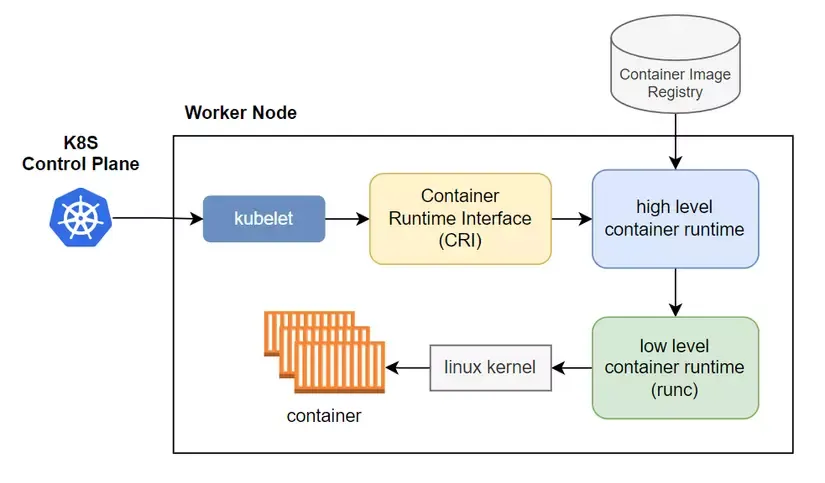 Container Image
Registry
Worker Node
K8S
Control Plane
kubelet
Container
Runtime Interface
(CRI)
high level
container runtime
low level
container runtime
(runc)
linux kernel
container